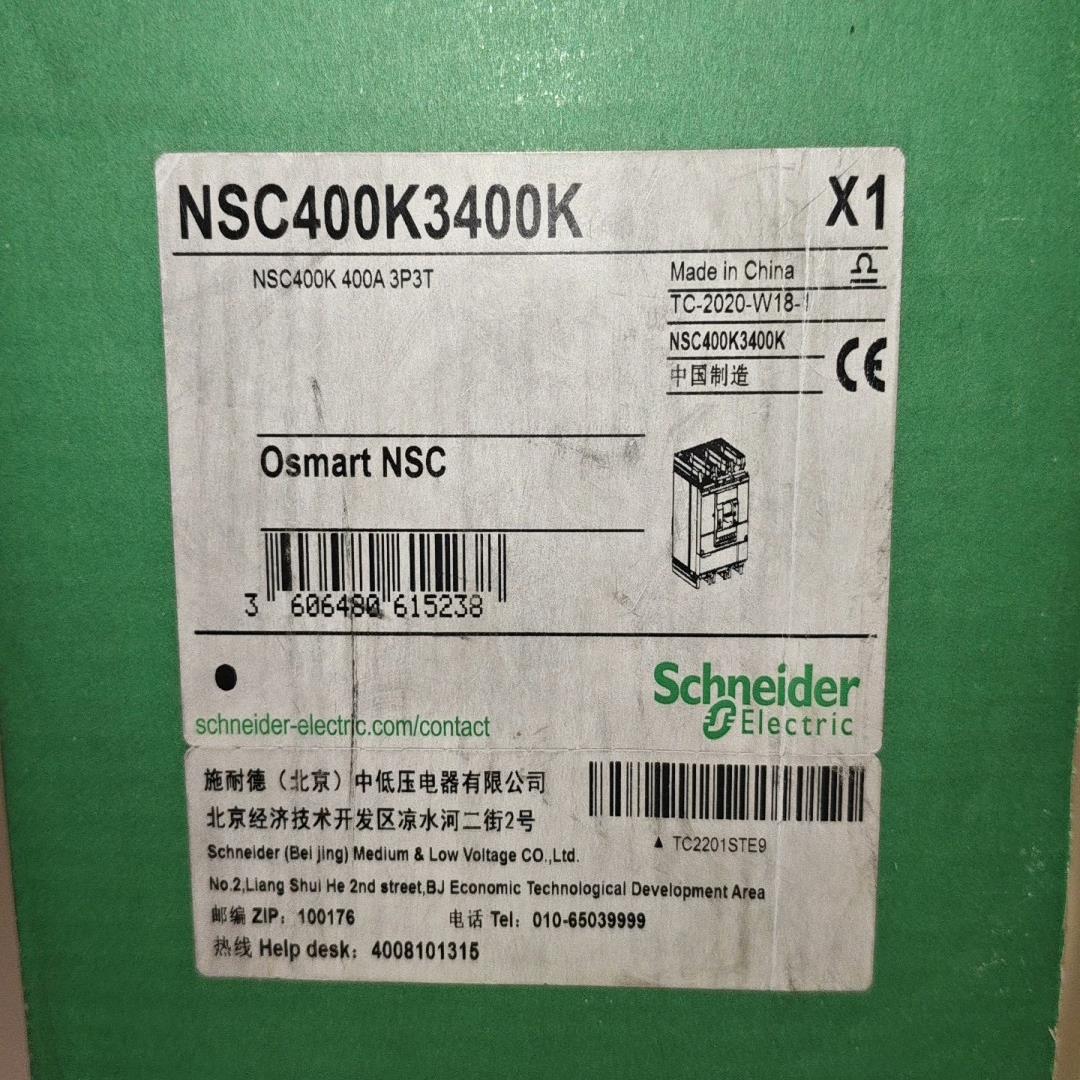 NSC400K3400K
X1
NSC400K 400A 3P3T
Made in China
TC-2020-W18-
NSC400K3400K
中国制造
CE
Osmart NSC
3 606480 615238
schneider-electric.com/contact
Schneider
Electric
施耐德（北京）中低压电器有限公司
北京经济技术开发区凉水河二街2号
▲ TC2201STE9
Schneider (Bei jing) Medium & Low Voltage CO.,Ltd.
No.2,Liang Shui He 2nd street,BJ Economic Technological Development Area
邮编 ZIP: 100176 电话 Tel: 010-65039999
热线 Help desk: 4008101315